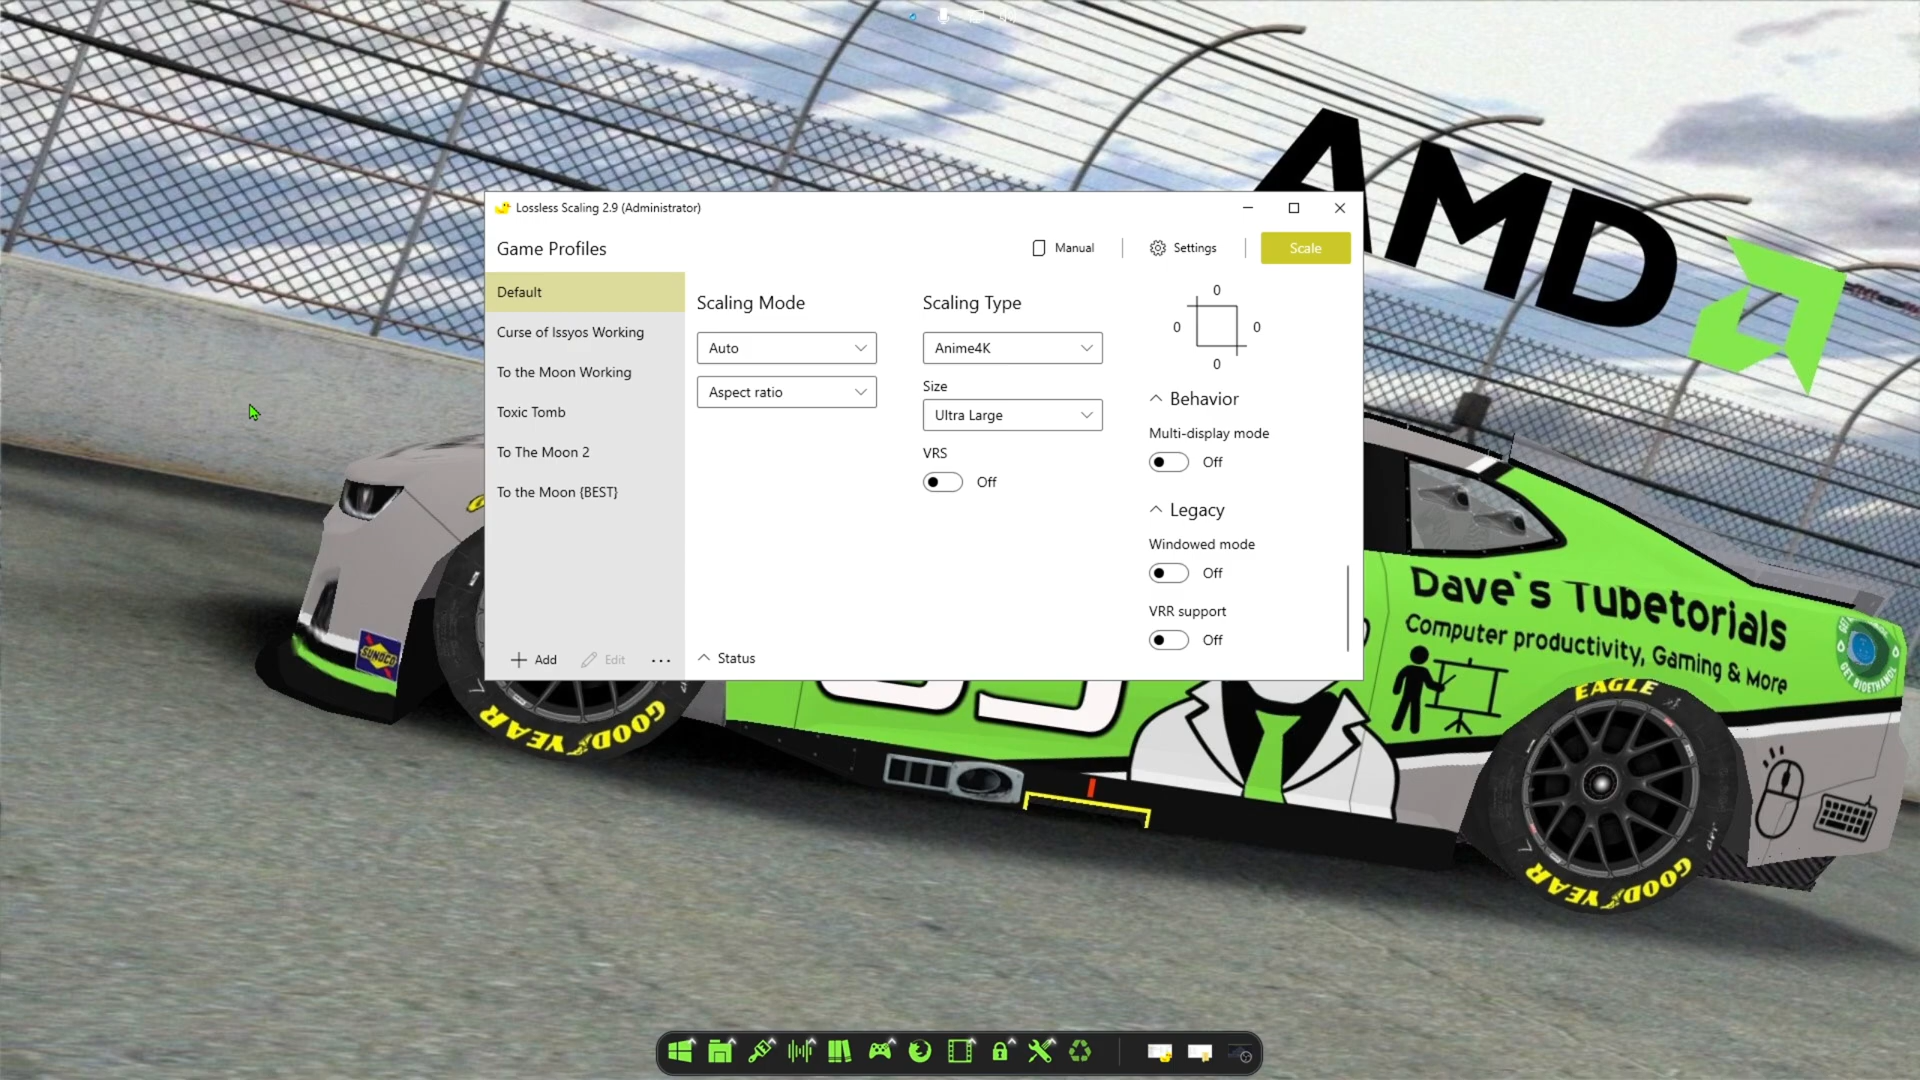 AMD
Lossless Scaling 2.9 (Administrator)
Game Profiles
Manual
Settings
Scale
Default
Curse of Issyos Working
To the Moon Working
Toxic Tomb
To The Moon 2
To the Moon {BEST}
Add
Edit
Scaling Mode
Auto
Aspect ratio
Status
Scaling Type
Anime4K
Size
Ultra Large
VRS
Off
0
0
0
0
Behavior
Multi-display mode
Off
Legacy
Windowed mode
Off
VRR support
Off
Dave's Tubetorials
Computer productivity, Gaming & More
GET BIOETHANOL
SUNOCO
GOODYEAR
EAGLE
GOODYEAR